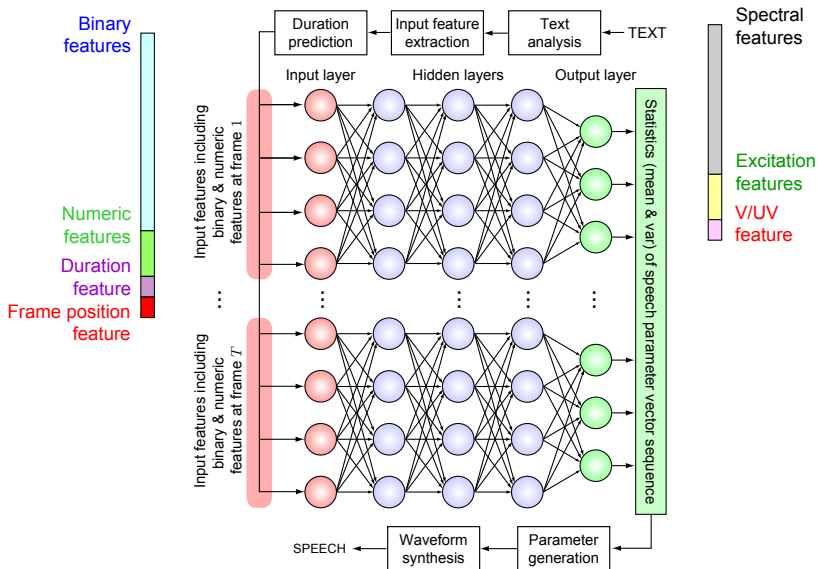 Binary
features
Numeric
features
Duration
feature
Frame position
feature
Duration
prediction
Input feature
extraction
Text
analysis
TEXT
Input layer
Hidden layers
Output layer
Input features including
binary & numeric
features at frame 1
...
...
...
...
...
...
Input features including
binary & numeric
features at frame T
Statistics (mean & var) of speech parameter vector sequence
SPEECH
Waveform
synthesis
Parameter
generation
Spectral
features
Excitation
features
V/UV
feature